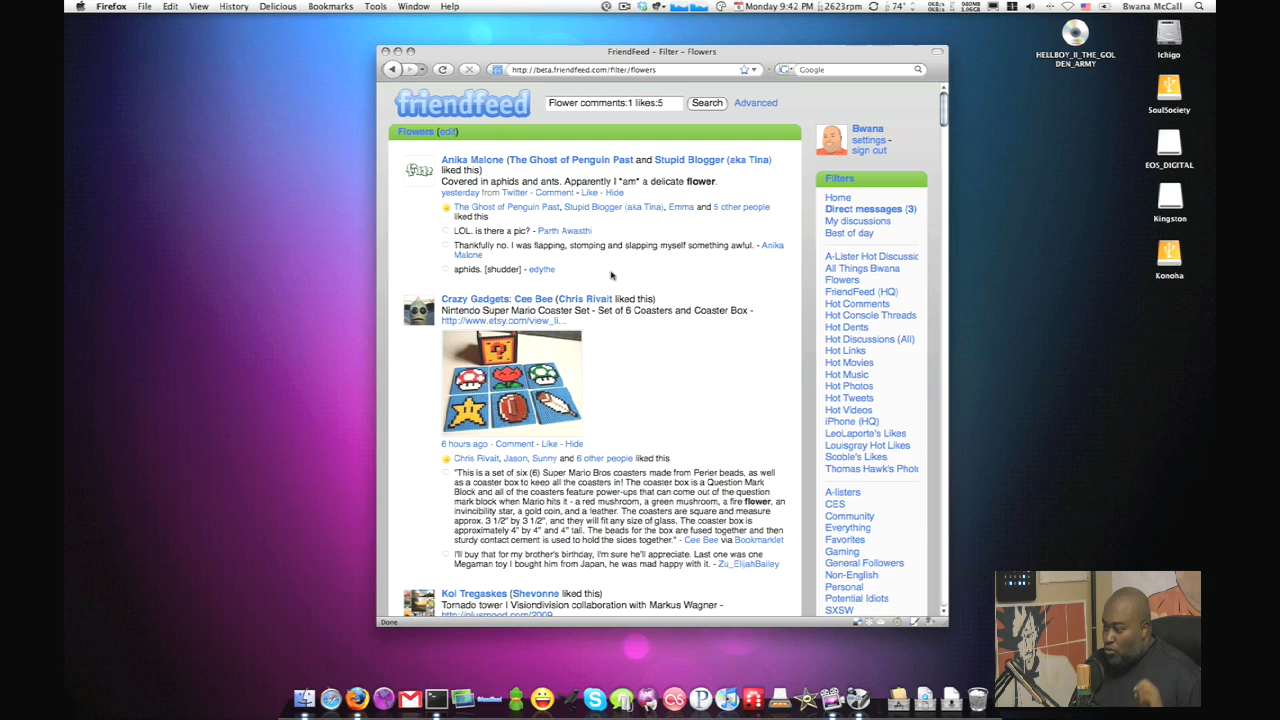 Firefox File Edit View History Delicious Bookmarks Tools Window Help
Monday 9:42 PM 2623rpm 74° Bwana McCall
FriendFeed – Filter – Flowers
http://beta.friendfeed.com/filter/flowers
Google
friendfeed
Flower comments:1 likes:5 Search Advanced
Flowers (edit)
Anika Malone (The Ghost of Penguin Past and Stupid Blogger (aka Tina)
liked this)
Covered in aphids and ants. Apparently I *am* a delicate flower.
yesterday from Twitter - Comment - Like - Hide
The Ghost of Penguin Past, Stupid Blogger (aka Tina), Emma and 5 other people
liked this
LOL. is there a pic? - Parth Awasthi
Thankfully no. I was flapping, stomping and slapping myself something awful. - Anika
Malone
aphids. [shudder] - edythe
Crazy Gadgets: Cee Bee (Chris Rivait liked this)
Nintendo Super Mario Coaster Set - Set of 6 Coasters and Coaster Box -
http://www.etsy.com/view_li...
6 hours ago - Comment - Like - Hide
Chris Rivait, Jason, Sunny and 6 other people liked this
"This is a set of six (6) Super Mario Bros coasters made from Perler beads, as well
as a coaster box to keep all the coasters in! The coaster box is a Question Mark
Block and all of the coasters feature power-ups that can come out of the question
mark block when Mario hits it - a red mushroom, a green mushroom, a fire flower, an
invincibility star, a gold coin, and a feather. The coasters are square and measure
approx. 3 1/2" by 3 1/2", and they will fit any size of glass. The coaster box is
approximately 4" by 4" and 4" tall. The beads for the box are fused together and then
sturdy contact cement is used to hold the sides together." - Cee Bee via Bookmarklet
I'll buy that for my brother's birthday, I'm sure he'll appreciate. Last one was one
Megaman toy I bought him from Japan, he was mad happy with it. - Zu_ElijahBailey
Koi Tregaskes (Shevonne liked this)
Tornado tower | Visiondivision collaboration with Markus Wagner -
Done
Bwana
settings -
sign out
Filters
Home
Direct messages (3)
My discussions
Best of day
A-Lister Hot Discussic
All Things Bwana
Flowers
FriendFeed (HQ)
Hot Comments
Hot Console Threads
Hot Dents
Hot Discussions (All)
Hot Links
Hot Movies
Hot Music
Hot Photos
Hot Tweets
Hot Videos
iPhone (HQ)
LeoLaporte's Likes
Louisgray Hot Likes
Scoble's Likes
Thomas Hawk's Phot
A-listers
CES
Community
Everything
Favorites
Gaming
General Followers
Non-English
Personal
Potential Idiots
SXSW
HELLBOY_II_THE_GOL
DEN_ARMY
Ichigo
SoulSociety
EOS_DIGITAL
Kingston
Konoha